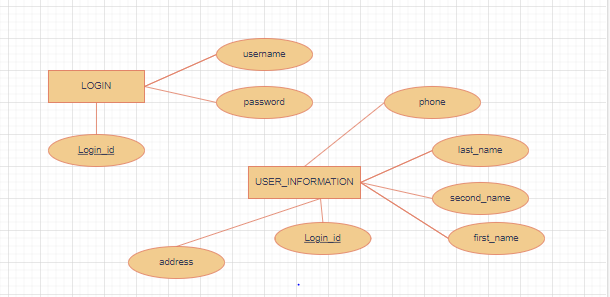 username
LOGIN
password
phone
Login_id
last_name
USER_INFORMATION
second_name
Login_id
first_name
address